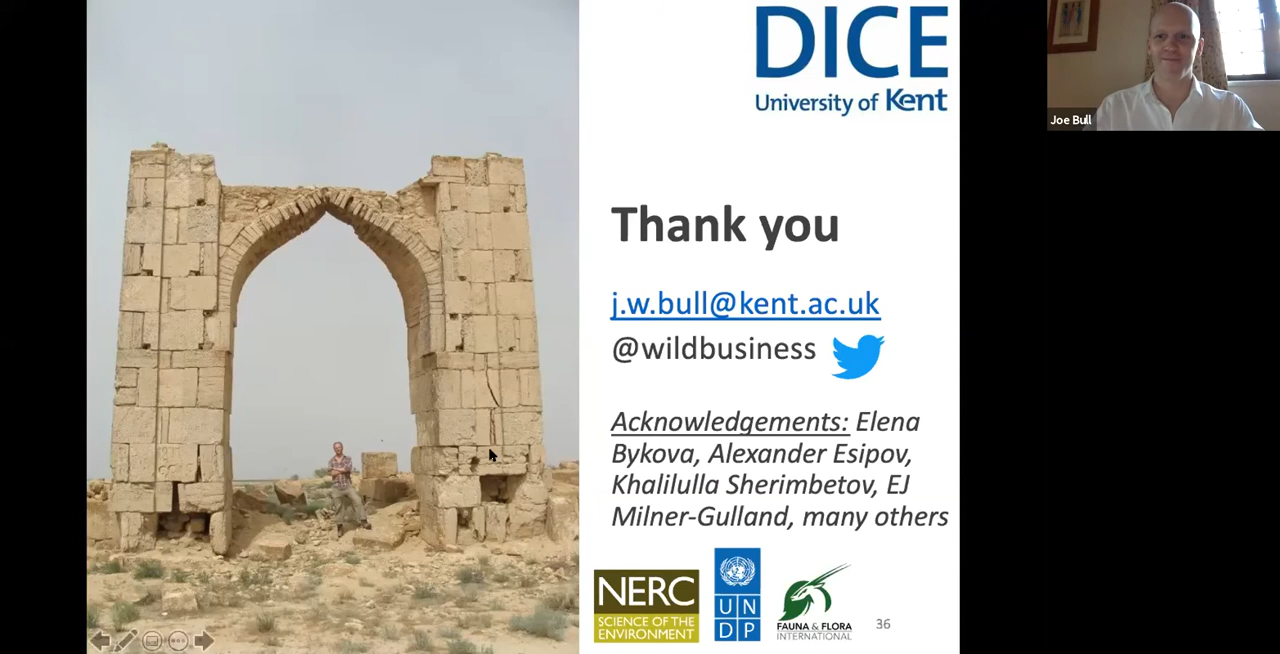 DICE
University of Kent
Joe Bull
Thank you
j.w.bull@kent.ac.uk
@wildbusiness
Acknowledgements: Elena
Bykova, Alexander Esipov,
Khalilulla Sherimbetov, EJ
Milner-Gulland, many others
NERC
SCIENCE OF THE
ENVIRONMENT
U N
D P
FAUNA & FLORA
INTERNATIONAL
36